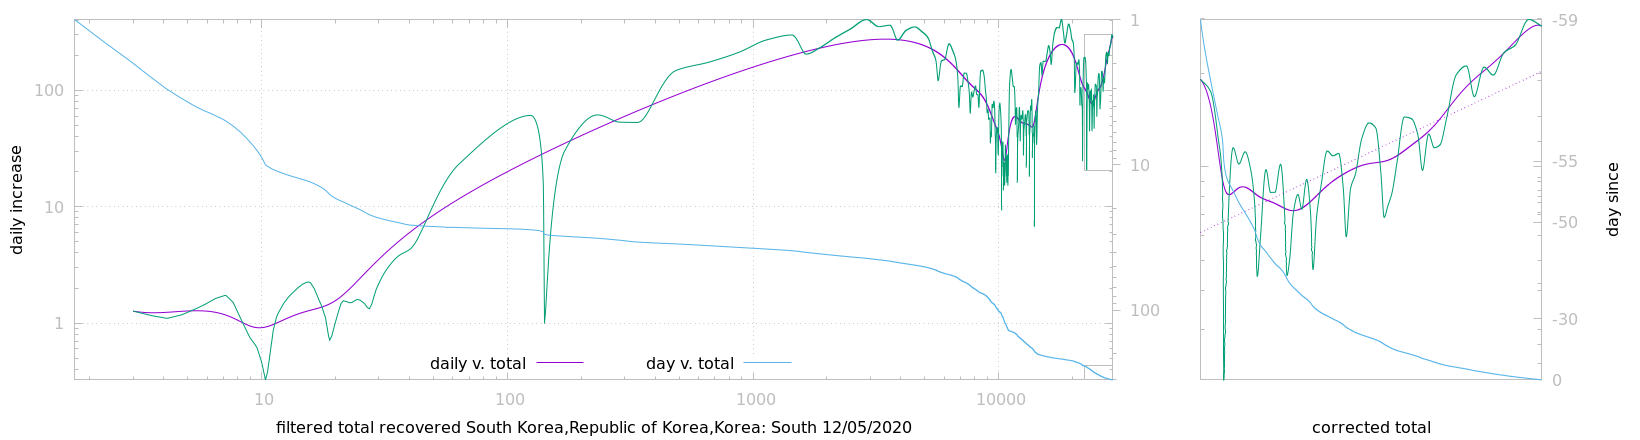 1
-59
100
daily increase
10
-55
-50
day since
10
1
100
-30
daily v. total
day v. total
0
10
100
1000
10000
filtered total recovered South Korea,Republic of Korea,Korea: South 12/05/2020
corrected total